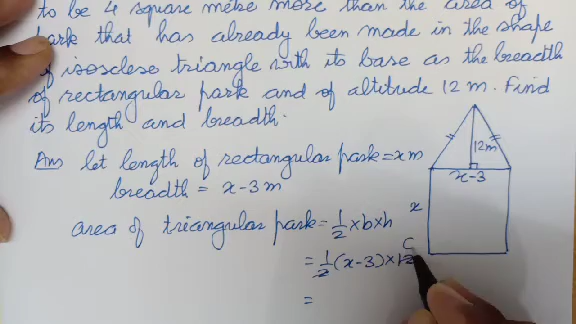 to be 4 square metre more than the area of
park that has already been made in the shape
of isosclese triangle with its base as the breadth
of rectangular park and of altitude 12 m. Find
its length and breadth.
Ans let length of rectangular park = x m
breadth = x-3 m
area of triangular park = 1/2 × b × h
= 1/2 (x-3) × 12 6
=
12m
x-3
x